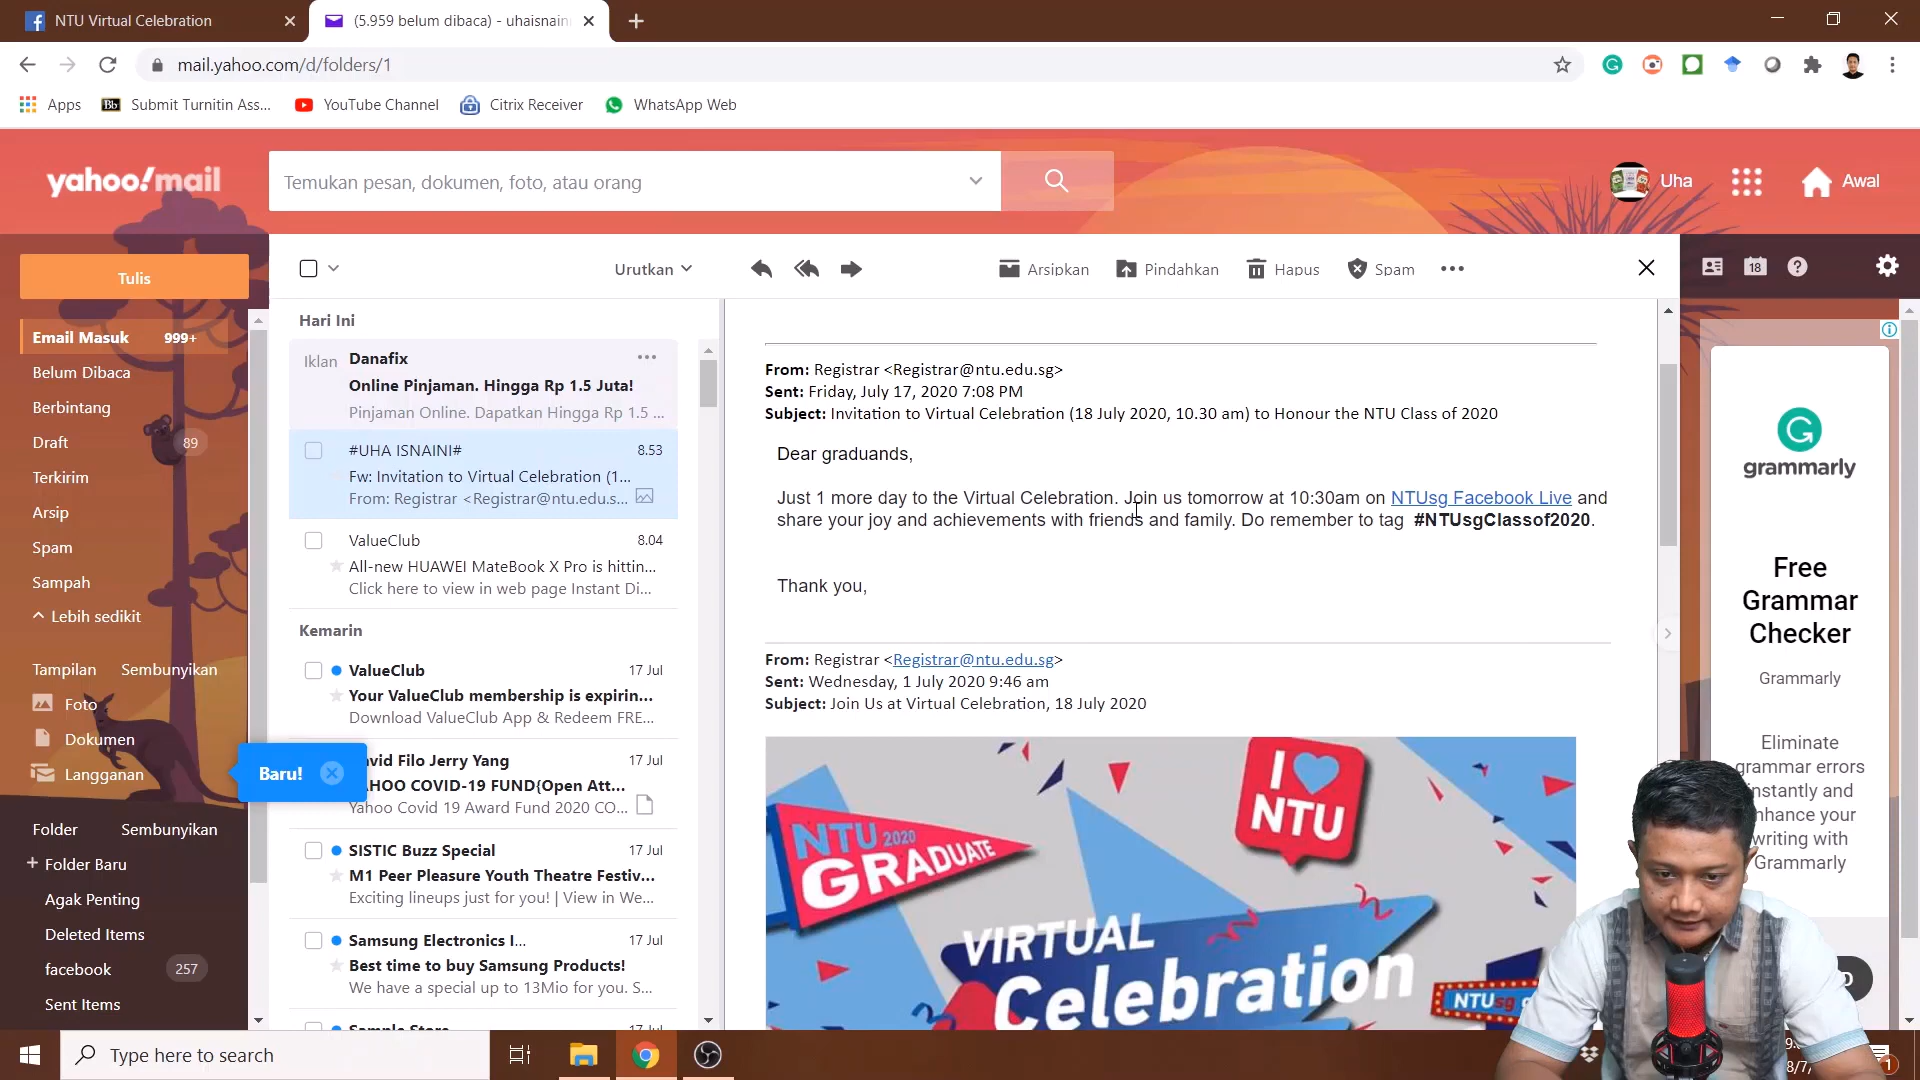 NTU Virtual Celebration
(5.959 belum dibaca) - uhaisnain
mail.yahoo.com/d/folders/1
Apps
Submit Turnitin Ass...
YouTube Channel
Citrix Receiver
WhatsApp Web
yahoo!mail
Temukan pesan, dokumen, foto, atau orang
Uha
Awal
Tulis
Urutkan
Arsipkan
Pindahkan
Hapus
Spam
18
Email Masuk 999+
Belum Dibaca
Berbintang
Draft 89
Terkirim
Arsip
Spam
Sampah
Lebih sedikit
Tampilan Sembunyikan
Foto
Dokumen
Langganan
Baru!
Folder Sembunyikan
+ Folder Baru
Agak Penting
Deleted Items
facebook 257
Sent Items
Hari Ini
Iklan Danafix
Online Pinjaman. Hingga Rp 1.5 Juta!
Pinjaman Online. Dapatkan Hingga Rp 1.5 ...
#UHA ISNAINI# 8.53
Fw: Invitation to Virtual Celebration (1...
From: Registrar <Registrar@ntu.edu.s...
ValueClub 8.04
All-new HUAWEI MateBook X Pro is hittin...
Click here to view in web page Instant Di...
Kemarin
ValueClub 17 Jul
Your ValueClub membership is expirin...
Download ValueClub App & Redeem FRE...
avid Filo Jerry Yang 17 Jul
AHOO COVID-19 FUND{Open Att...
Yahoo Covid 19 Award Fund 2020 CO...
SISTIC Buzz Special 17 Jul
M1 Peer Pleasure Youth Theatre Festiv...
Exciting lineups just for you! | View in We...
Samsung Electronics I... 17 Jul
Best time to buy Samsung Products!
We have a special up to 13Mio for you. S...
Sample Store 17 Jul
From: Registrar <Registrar@ntu.edu.sg>
Sent: Friday, July 17, 2020 7:08 PM
Subject: Invitation to Virtual Celebration (18 July 2020, 10.30 am) to Honour the NTU Class of 2020
Dear graduands,
Just 1 more day to the Virtual Celebration. Join us tomorrow at 10:30am on NTUsg Facebook Live and
share your joy and achievements with friends and family. Do remember to tag #NTUsgClassof2020.
Thank you,
From: Registrar <Registrar@ntu.edu.sg>
Sent: Wednesday, 1 July 2020 9:46 am
Subject: Join Us at Virtual Celebration, 18 July 2020
NTU 2020
GRADUATE
I
NTU
VIRTUAL
Celebration
NTUsg
grammarly
Free
Grammar
Checker
Grammarly
Eliminate
grammar errors
instantly and
enhance your
writing with
Grammarly
Type here to search
1